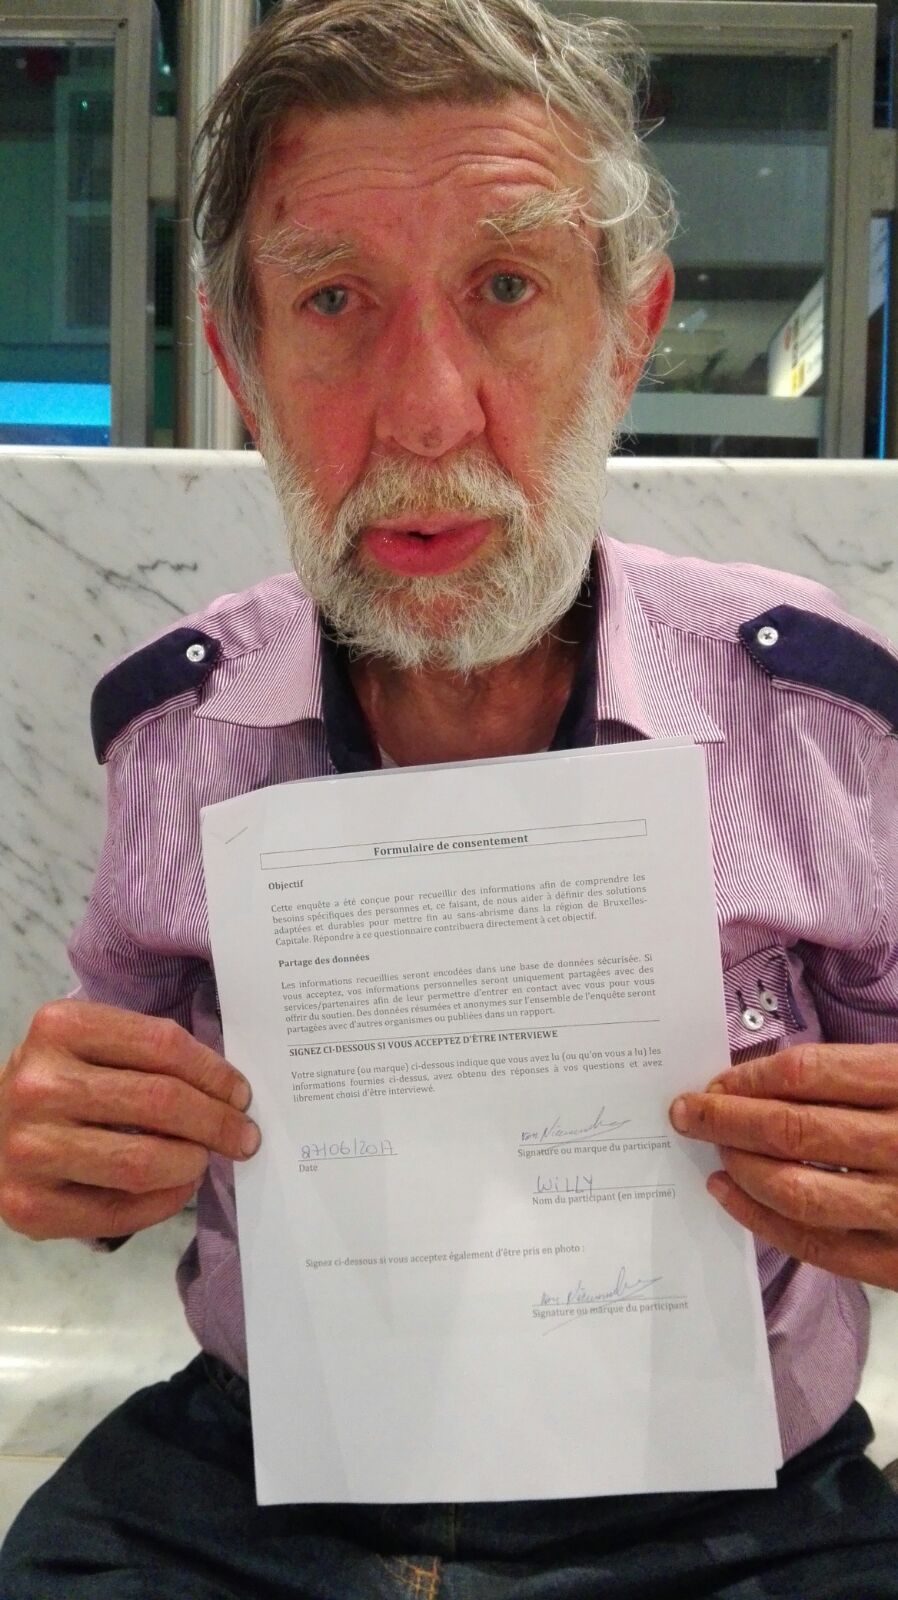 Formulaire de consentement
Objectif
Cette enquête a été conçue pour recueillir des informations afin de comprendre les
besoins spécifiques des personnes et, ce faisant, de nous aider à définir des solutions
adaptées et durables pour mettre fin au sans-abrisme dans la région de Bruxelles-
Capitale. Répondre à ce questionnaire contribuera directement à cet objectif.
Partage des données
Les informations recueillies seront encodées dans une base de données sécurisée. Si
vous acceptez, vos informations personnelles seront uniquement partagées avec des
services/partenaires afin de leur permettre d'entrer en contact avec vous pour vous
offrir du soutien. Des données résumées et anonymes sur l'ensemble de l'enquête seront
partagées avec d'autres organismes ou publiées dans un rapport.
SIGNEZ CI-DESSOUS SI VOUS ACCEPTEZ D'ÊTRE INTERVIEWE
Votre signature (ou marque) ci-dessous indique que vous avez lu (ou qu'on vous a lu) les
informations fournies ci-dessus, avez obtenu des réponses à vos questions et avez
librement choisi d'être interviewé.
27/06/2017
Date
Signature ou marque du participant
WILLY
Nom du participant (en imprimé)
Signez ci-dessous si vous acceptez également d'être pris en photo :
Signature ou marque du participant